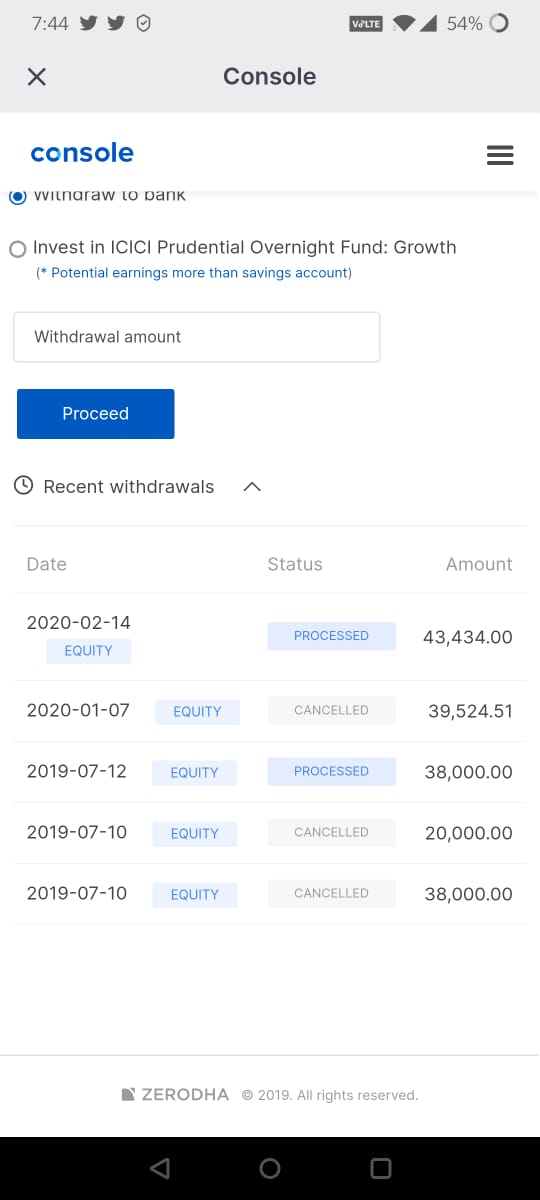 7:44 VoLTE 54%
Console
console
Withdraw to bank
Invest in ICICI Prudential Overnight Fund: Growth
(* Potential earnings more than savings account)
Withdrawal amount
Proceed
Recent withdrawals
Date Status Amount
2020-02-14 EQUITY PROCESSED 43,434.00
2020-01-07 EQUITY CANCELLED 39,524.51
2019-07-12 EQUITY PROCESSED 38,000.00
2019-07-10 EQUITY CANCELLED 20,000.00
2019-07-10 EQUITY CANCELLED 38,000.00
ZERODHA © 2019. All rights reserved.